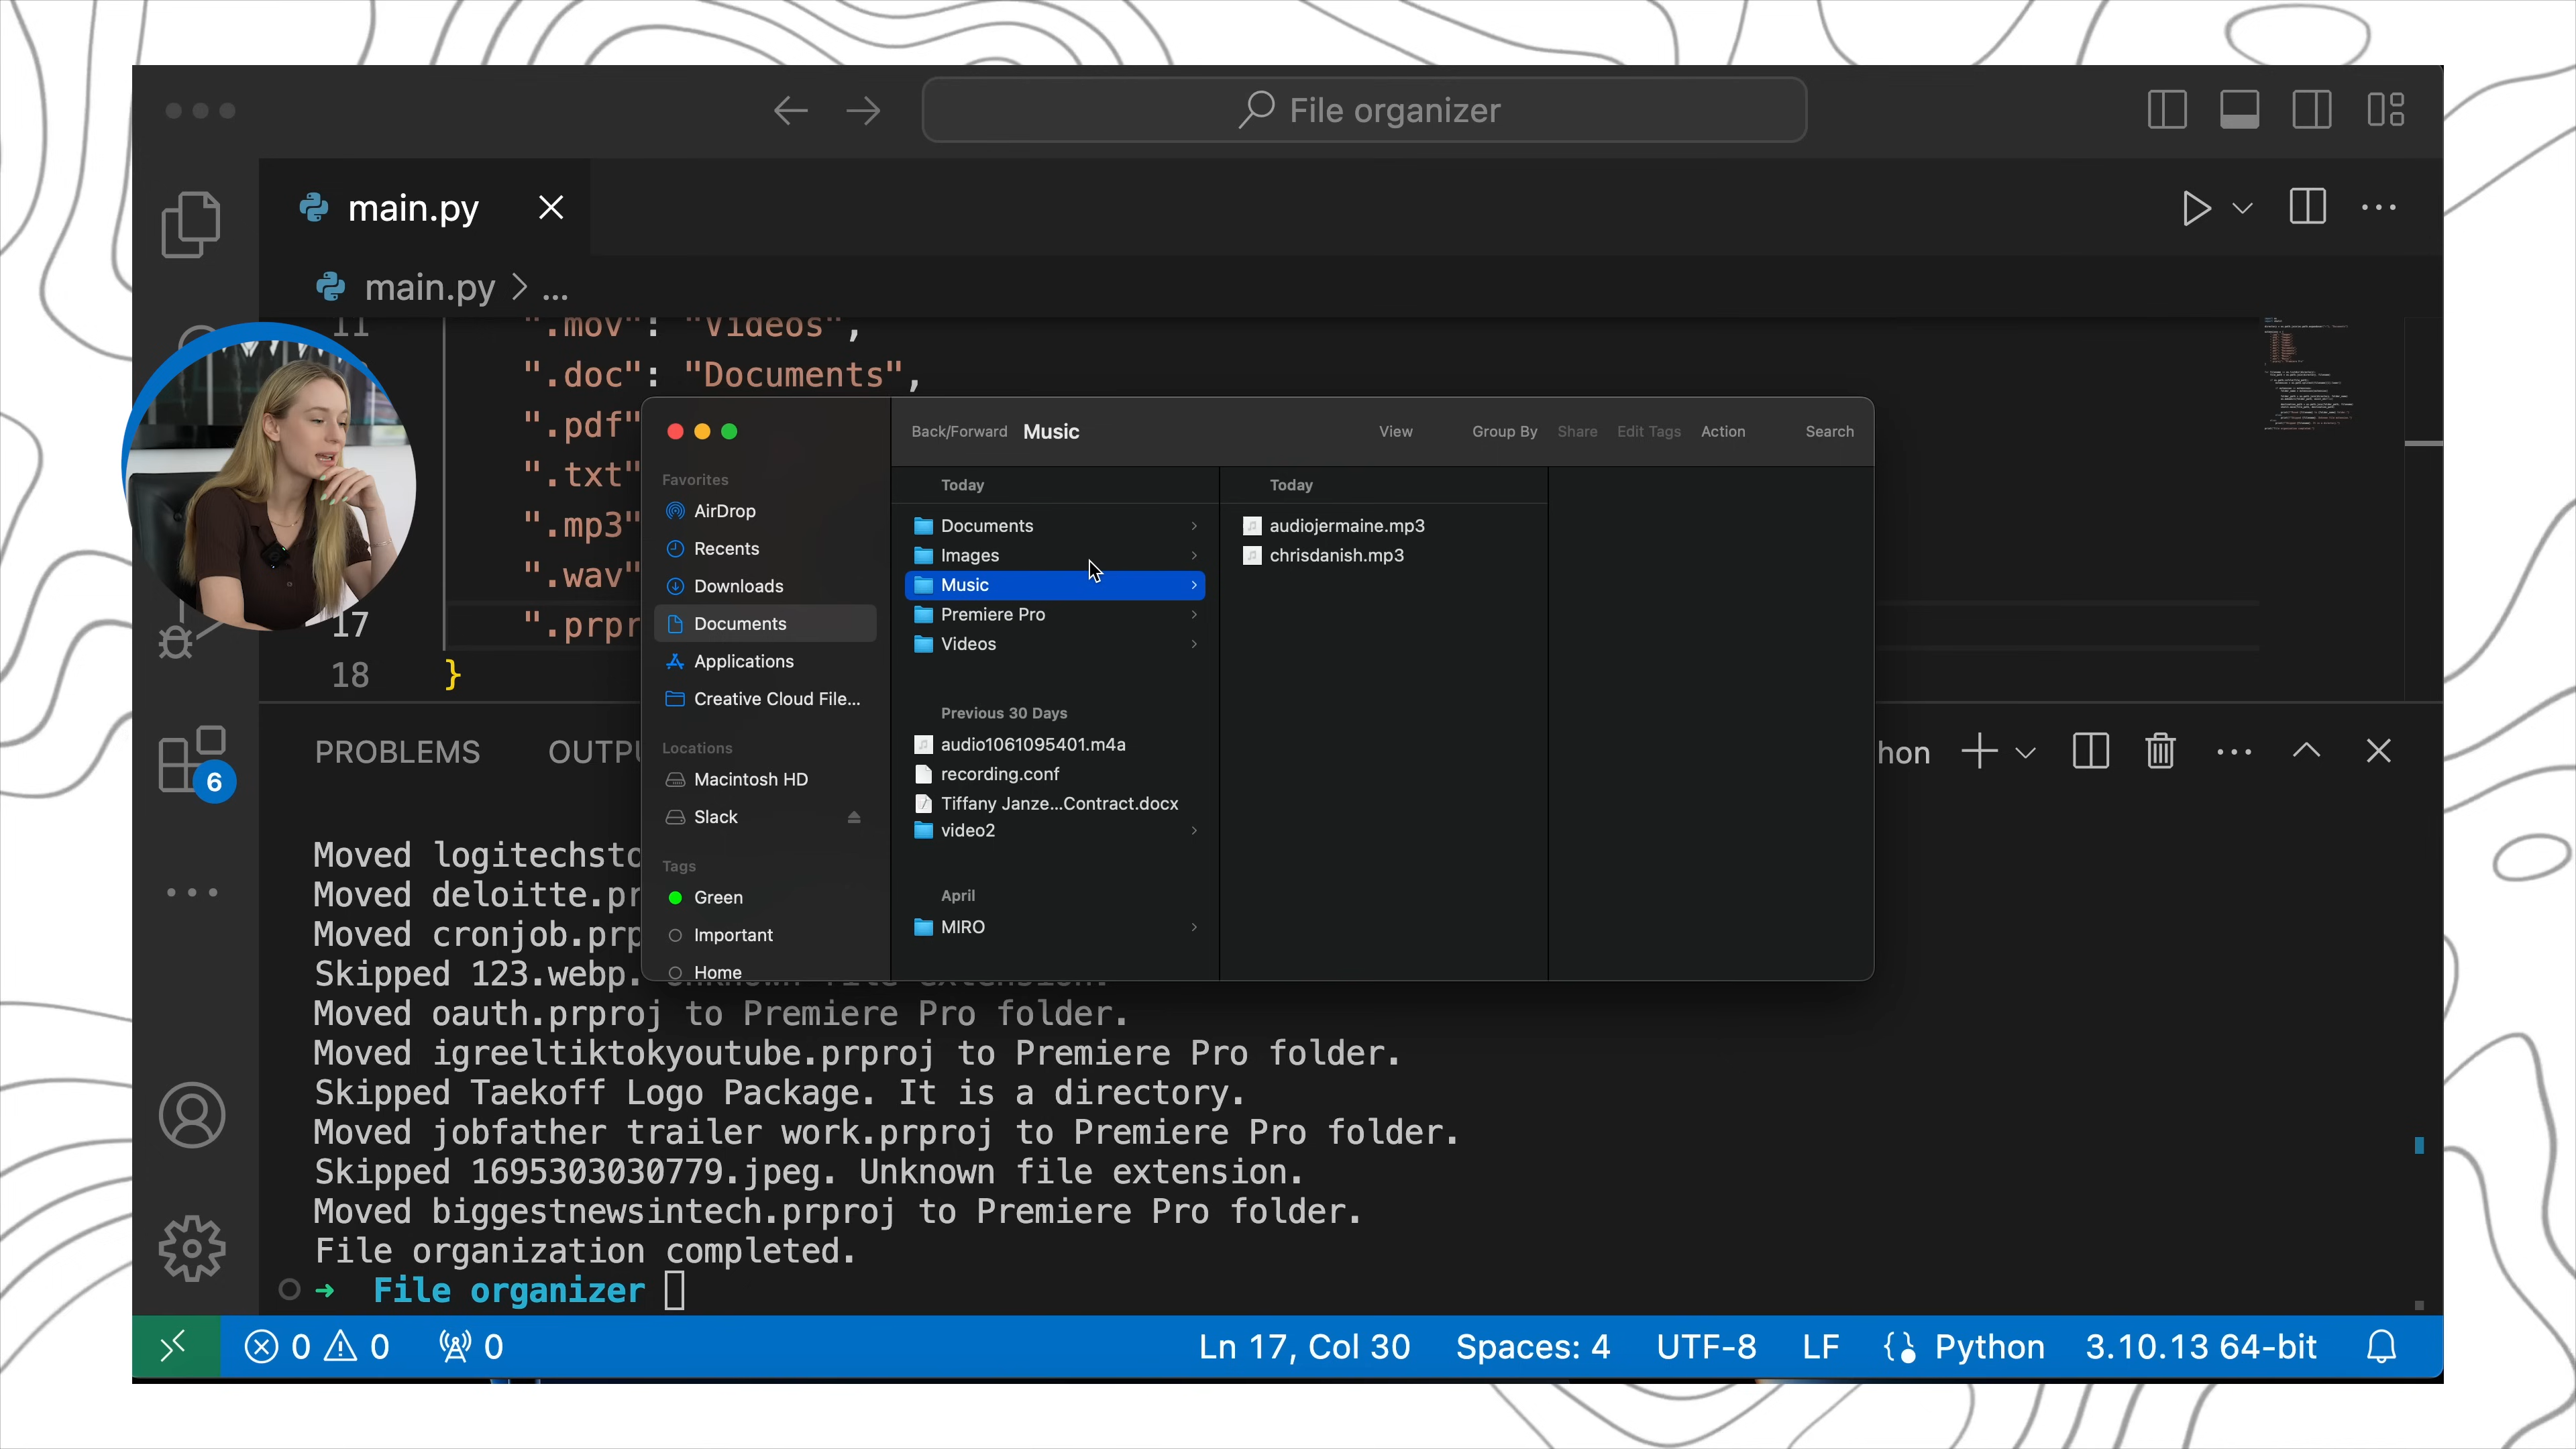 File organizer
main.py
main.py > ...
11 ".mov": "Videos",
".doc": "Documents",
".pdf"
".txt"
".mp3"
".wav"
17 ".prpr
18 }
Back/Forward Music View Group By Share Edit Tags Action Search
Favorites
AirDrop
Recents
Downloads
Documents
Applications
Creative Cloud File...
Locations
Macintosh HD
Slack
Tags
Green
Important
Home
Today
Documents
Images
Music
Premiere Pro
Videos
Previous 30 Days
audio1061095401.m4a
recording.conf
Tiffany Janze...Contract.docx
video2
April
MIRO
Today
audiojermaine.mp3
chrisdanish.mp3
6
PROBLEMS OUTPU hon
Moved logitechsto
Moved deloitte.pr
Moved cronjob.prp
Skipped 123.webp. Unknown file extension.
Moved oauth.prproj to Premiere Pro folder.
Moved igreeltiktokyoutube.prproj to Premiere Pro folder.
Skipped Taekoff Logo Package. It is a directory.
Moved jobfather trailer work.prproj to Premiere Pro folder.
Skipped 1695303030779.jpeg. Unknown file extension.
Moved biggestnewsintech.prproj to Premiere Pro folder.
File organization completed.
→ File organizer
0 0 0 Ln 17, Col 30 Spaces: 4 UTF-8 LF Python 3.10.13 64-bit